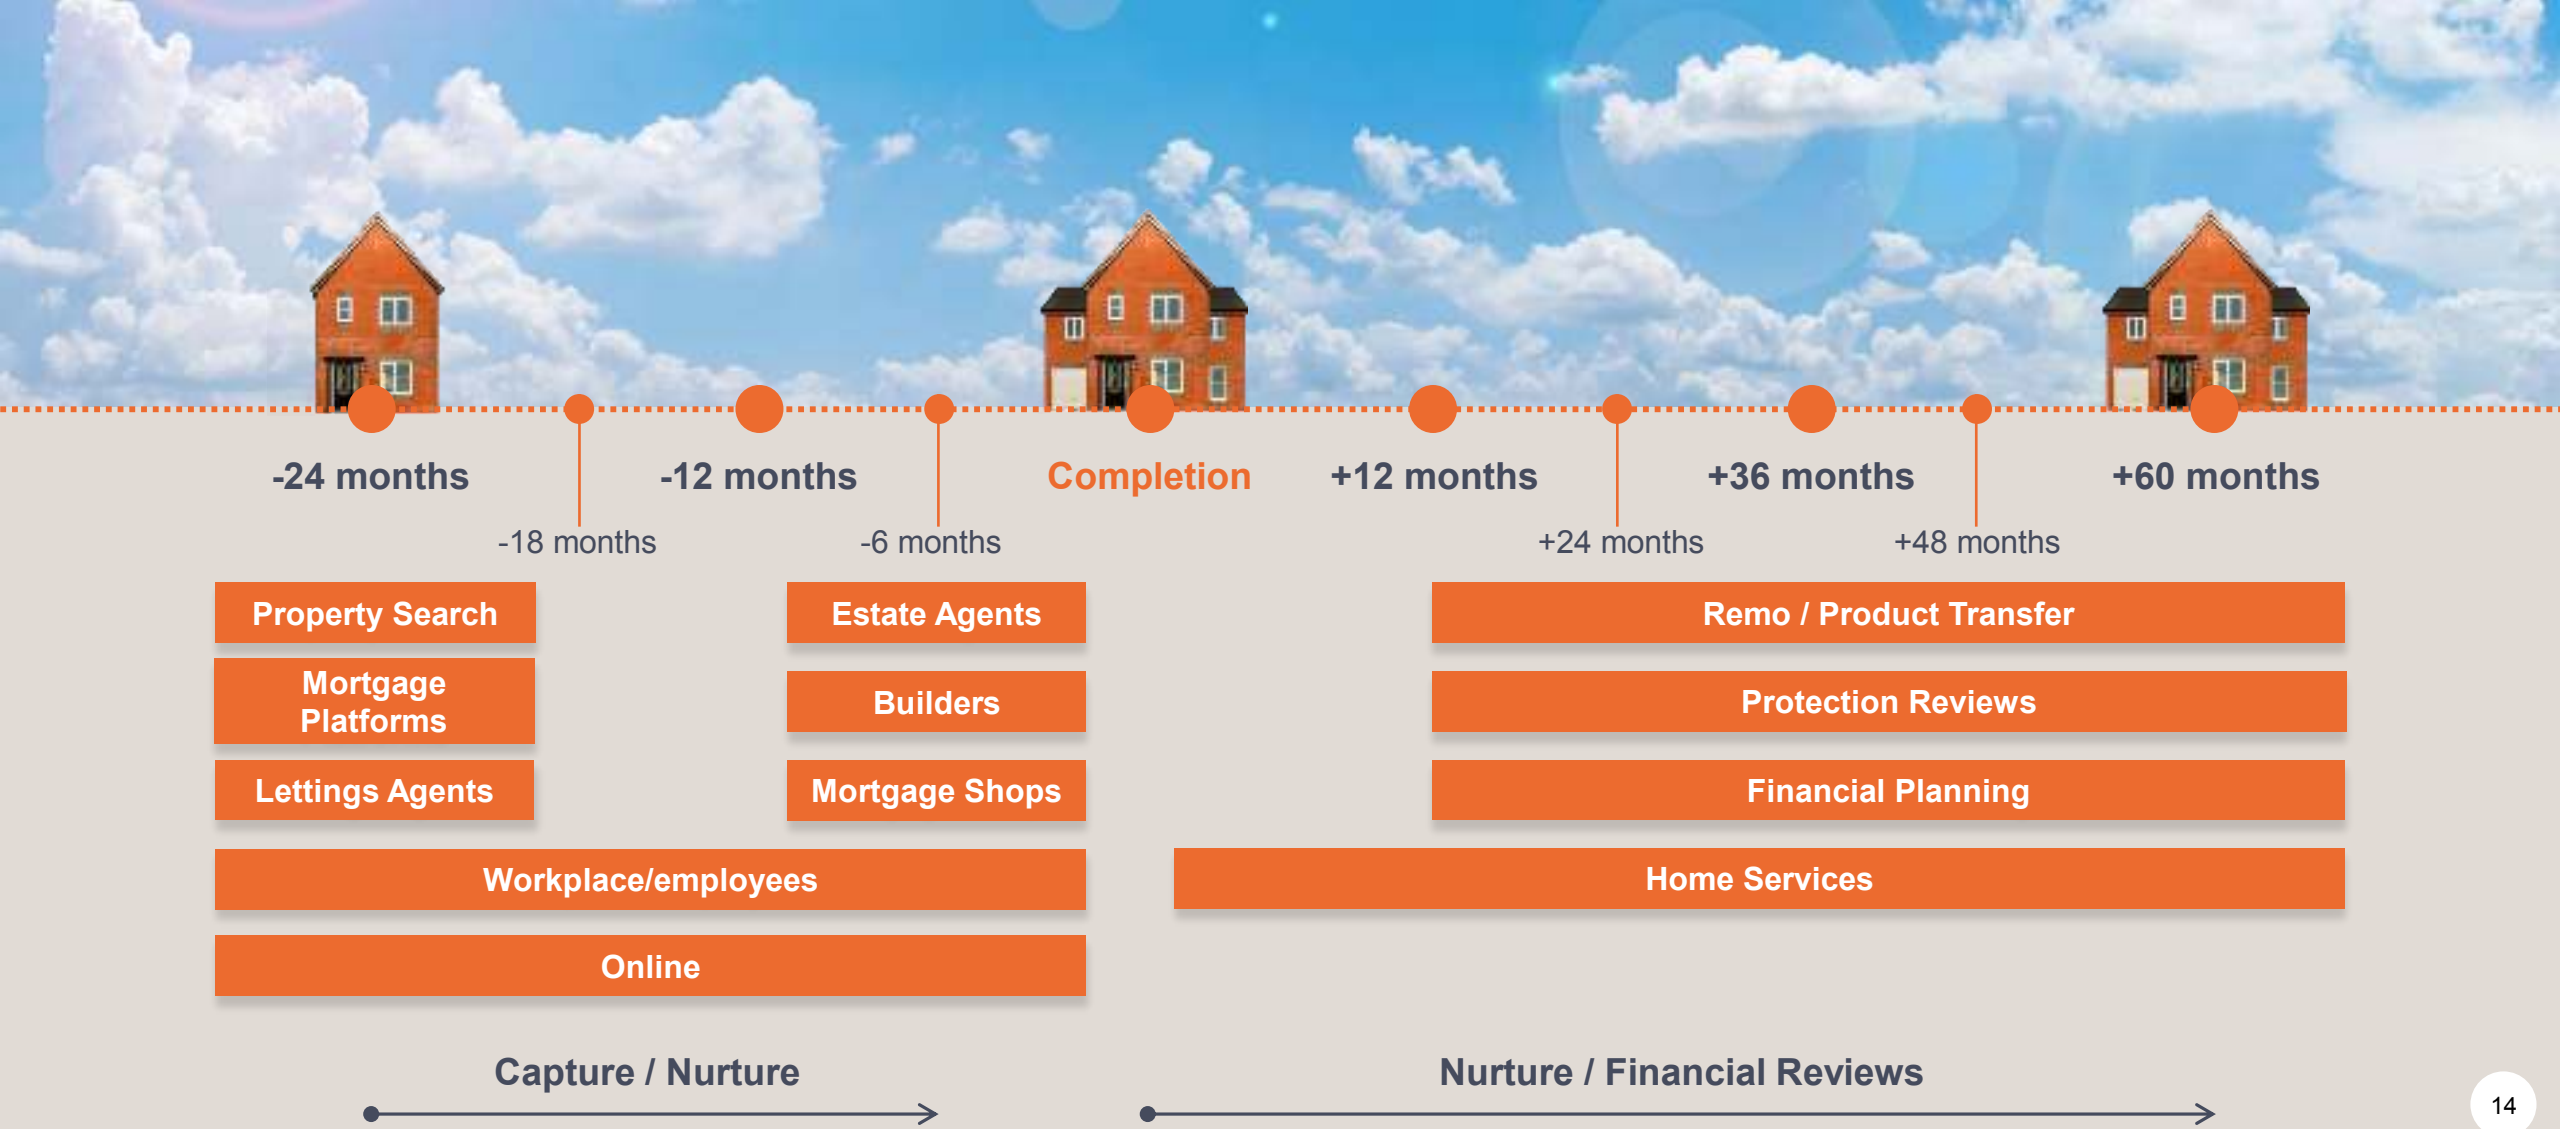 -24 months
-12 months
Completion
+12 months
+36 months
+60 months
-18 months
-6 months
+24 months
+48 months
Property Search
Mortgage
Platforms
Lettings Agents
Estate Agents
Builders
Mortgage Shops
Workplace/employees
Online
Remo / Product Transfer
Protection Reviews
Financial Planning
Home Services
Capture / Nurture
Nurture / Financial Reviews
14